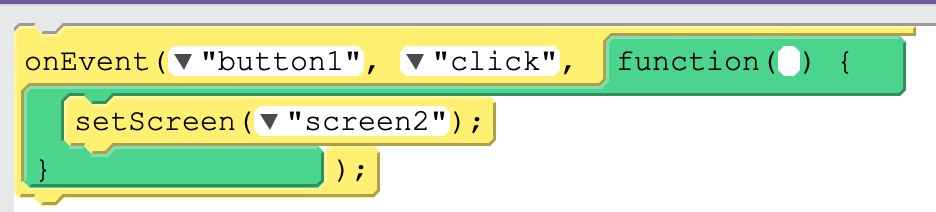 onEvent(▼"button1", ▼"click", function( ) {
setScreen(▼"screen2");
} );